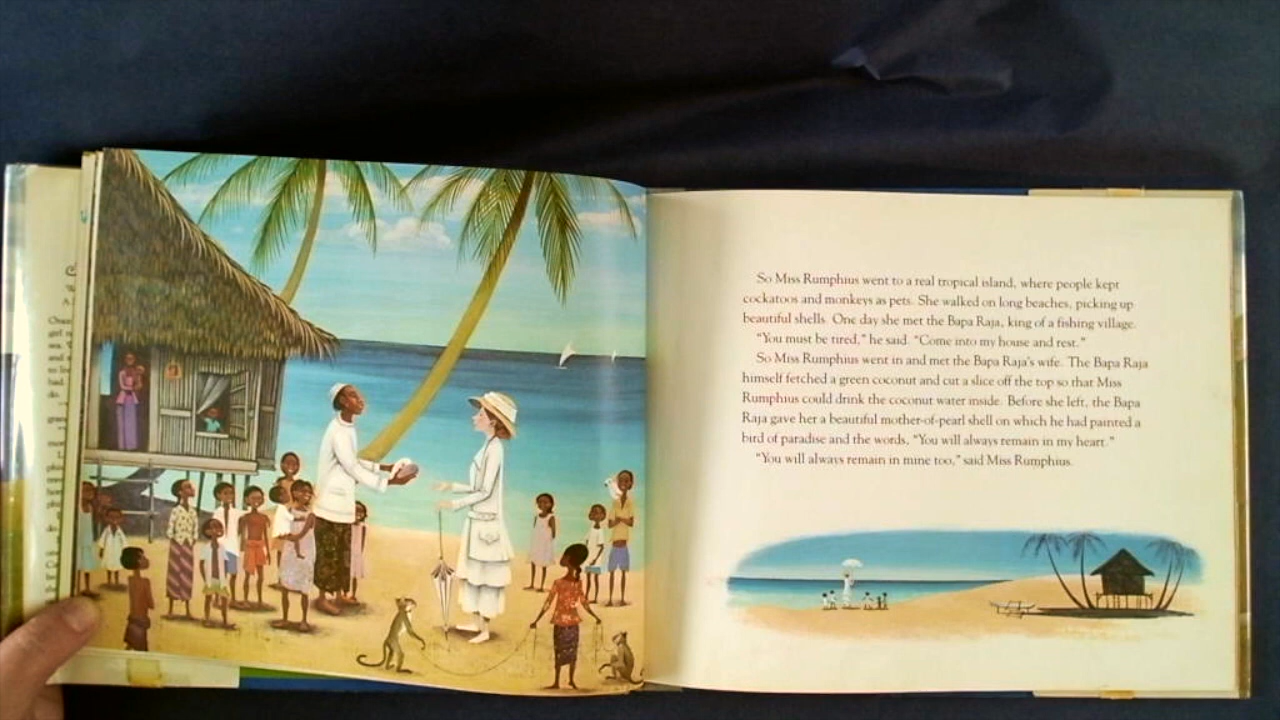 So Miss Rumphius went to a real tropical island, where people kept
cockatoos and monkeys as pets. She walked on long beaches, picking up
beautiful shells. One day she met the Bapa Raja, king of a fishing village.
"You must be tired," he said. "Come into my house and rest."
So Miss Rumphius went in and met the Bapa Raja's wife. The Bapa Raja
himself fetched a green coconut and cut a slice off the top so that Miss
Rumphius could drink the coconut water inside. Before she left, the Bapa
Raja gave her a beautiful mother-of-pearl shell on which he had painted a
bird of paradise and the words, "You will always remain in my heart."
"You will always remain in mine too," said Miss Rumphius.